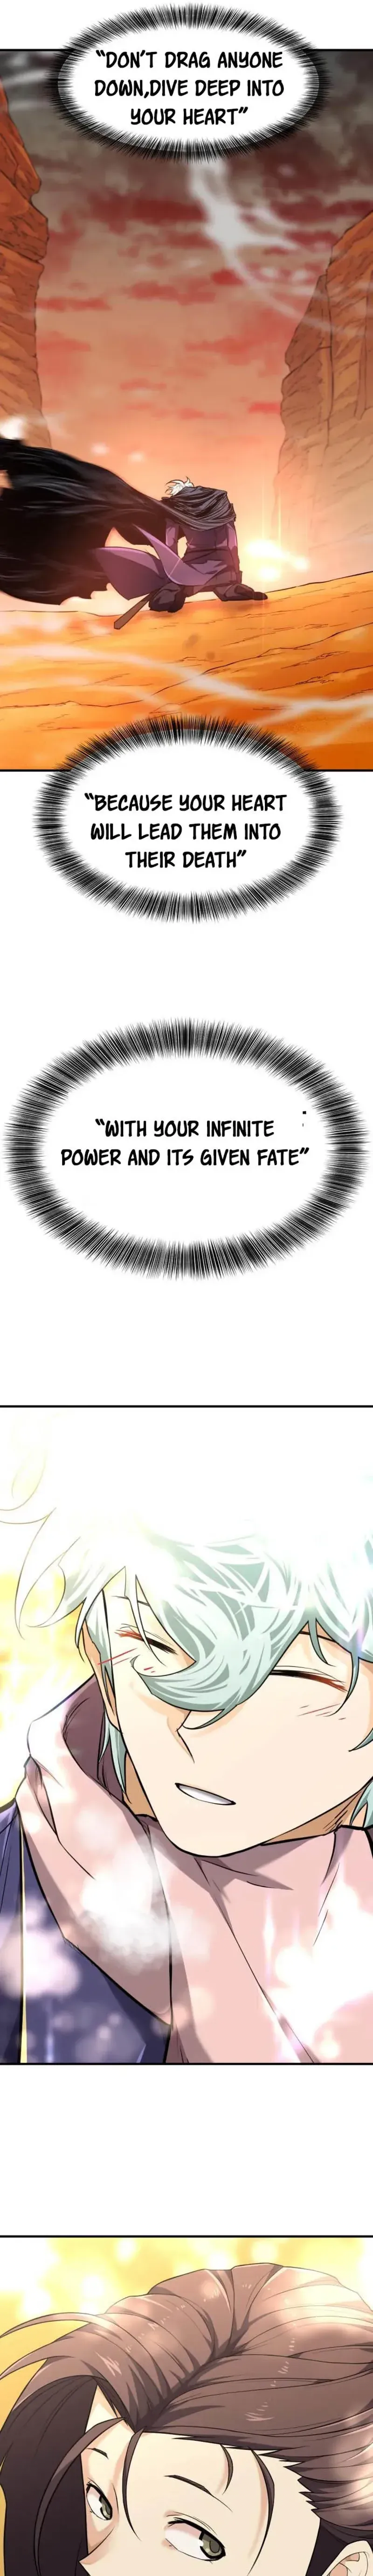 "DON'T DRAG ANYONE
DOWN,DIVE DEEP INTO
YOUR HEART"
"BECAUSE YOUR HEART
WILL LEAD THEM INTO
THEIR DEATH"
"WITH YOUR INFINITE
POWER AND ITS GIVEN FATE"